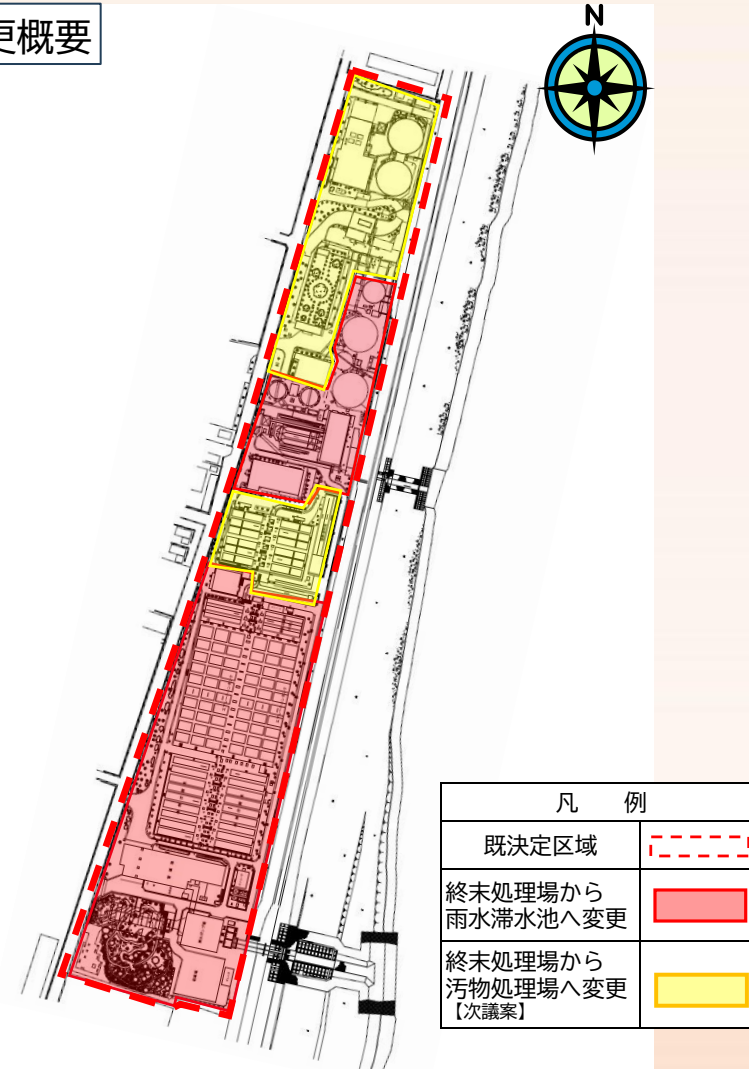 更概要
N
凡 例
既決定区域
終末処理場から
雨水滞水池へ変更
終末処理場から
汚物処理場へ変更
【次議案】